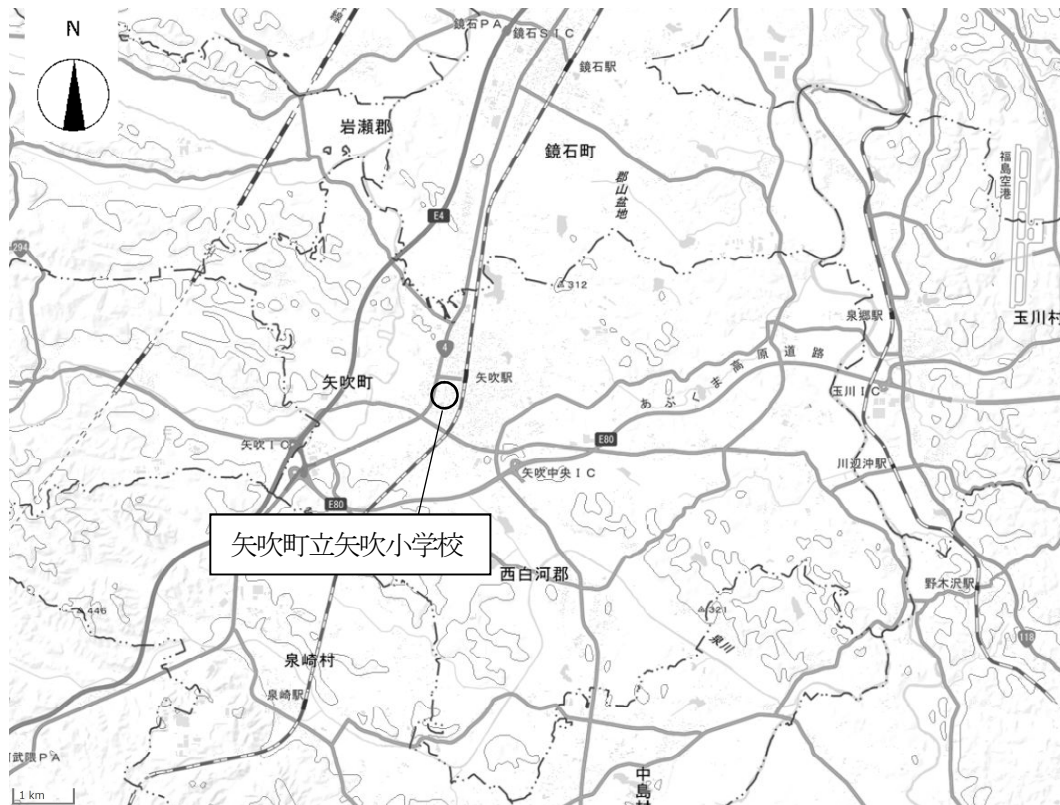 N
鏡石PA
鏡石SIC
線
鏡石駅
岩瀬郡
鏡石町
郡山盆地
福島空港
E4
294
312
泉郷駅
玉川村
4
矢吹町
矢吹駅
あぶくま高原道路
玉川IC
矢吹IC
E80
矢吹中央IC
川辺沖駅
E80
矢吹町立矢吹小学校
西白河郡
野木沢駅
446
321
泉川
118
泉崎村
泉崎駅
武隈PA
中島村
1 km